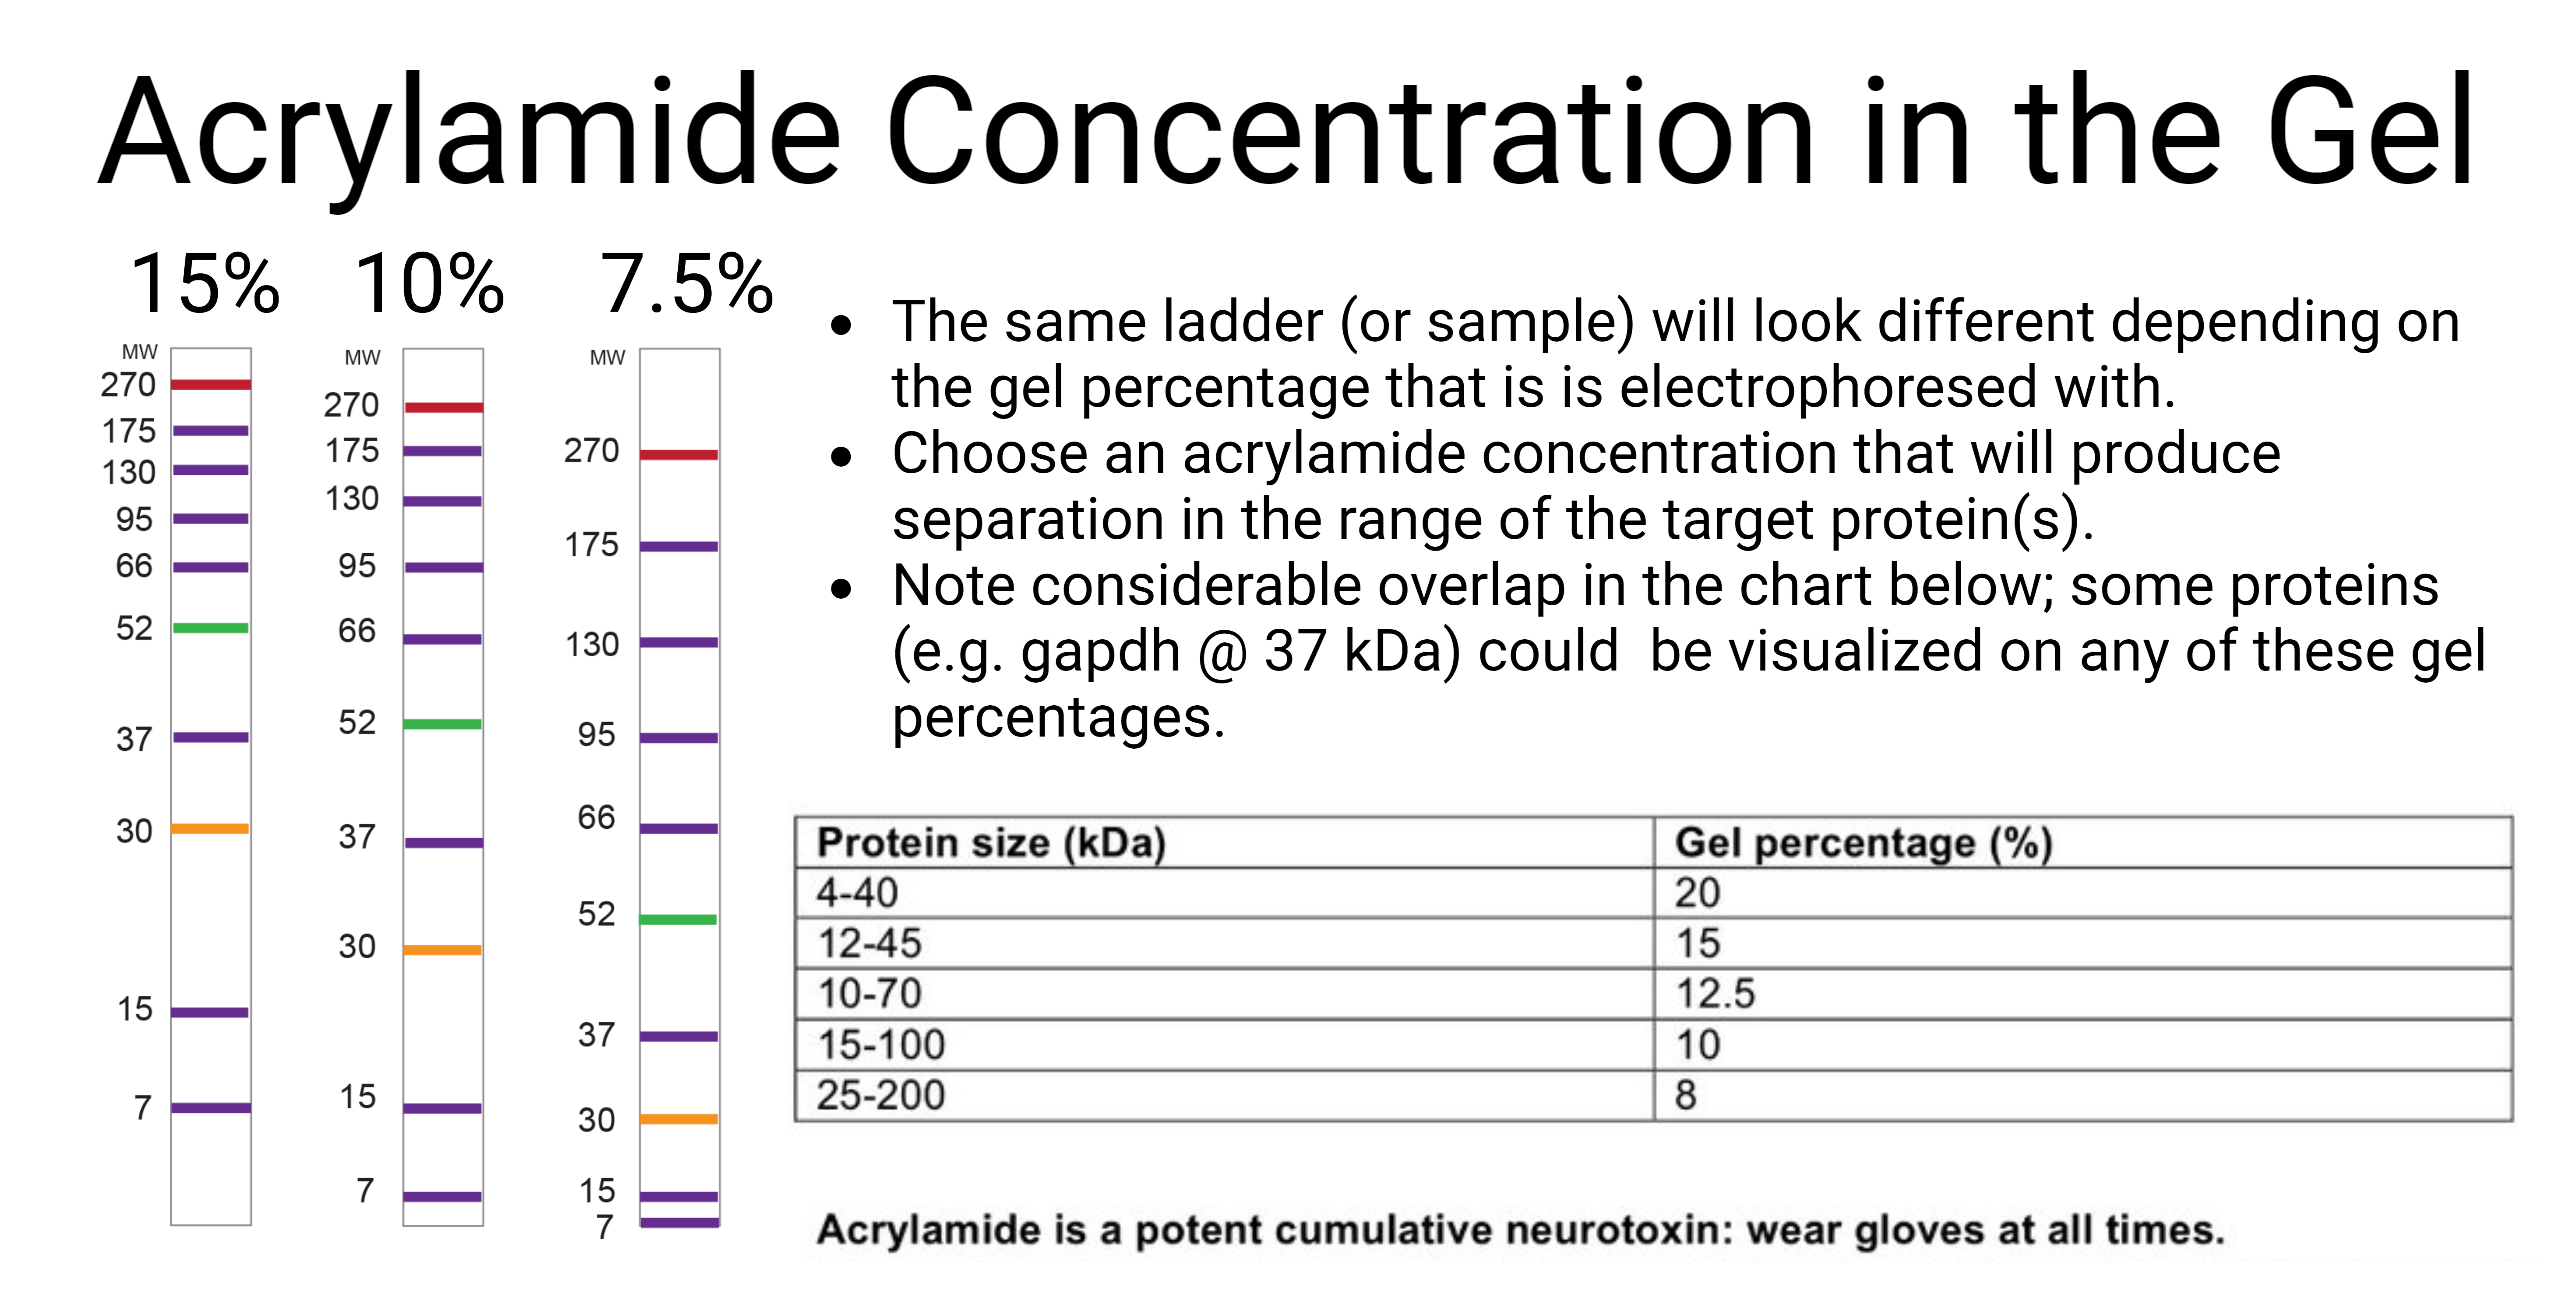 Acrylamide Concentration in the Gel
15% 10% 7.5%
MW
270
175
130
95
66
52
37
30
15
7
MW
270
175
130
95
66
52
37
30
15
7
MW
270
175
130
95
66
52
37
30
15
7
• The same ladder (or sample) will look different depending on
the gel percentage that is is electrophoresed with.
• Choose an acrylamide concentration that will produce
separation in the range of the target protein(s).
• Note considerable overlap in the chart below; some proteins
(e.g. gapdh @ 37 kDa) could  be visualized on any of these gel
percentages.
Protein size (kDa) Gel percentage (%)
4-40 20
12-45 15
10-70 12.5
15-100 10
25-200 8
Acrylamide is a potent cumulative neurotoxin: wear gloves at all times.